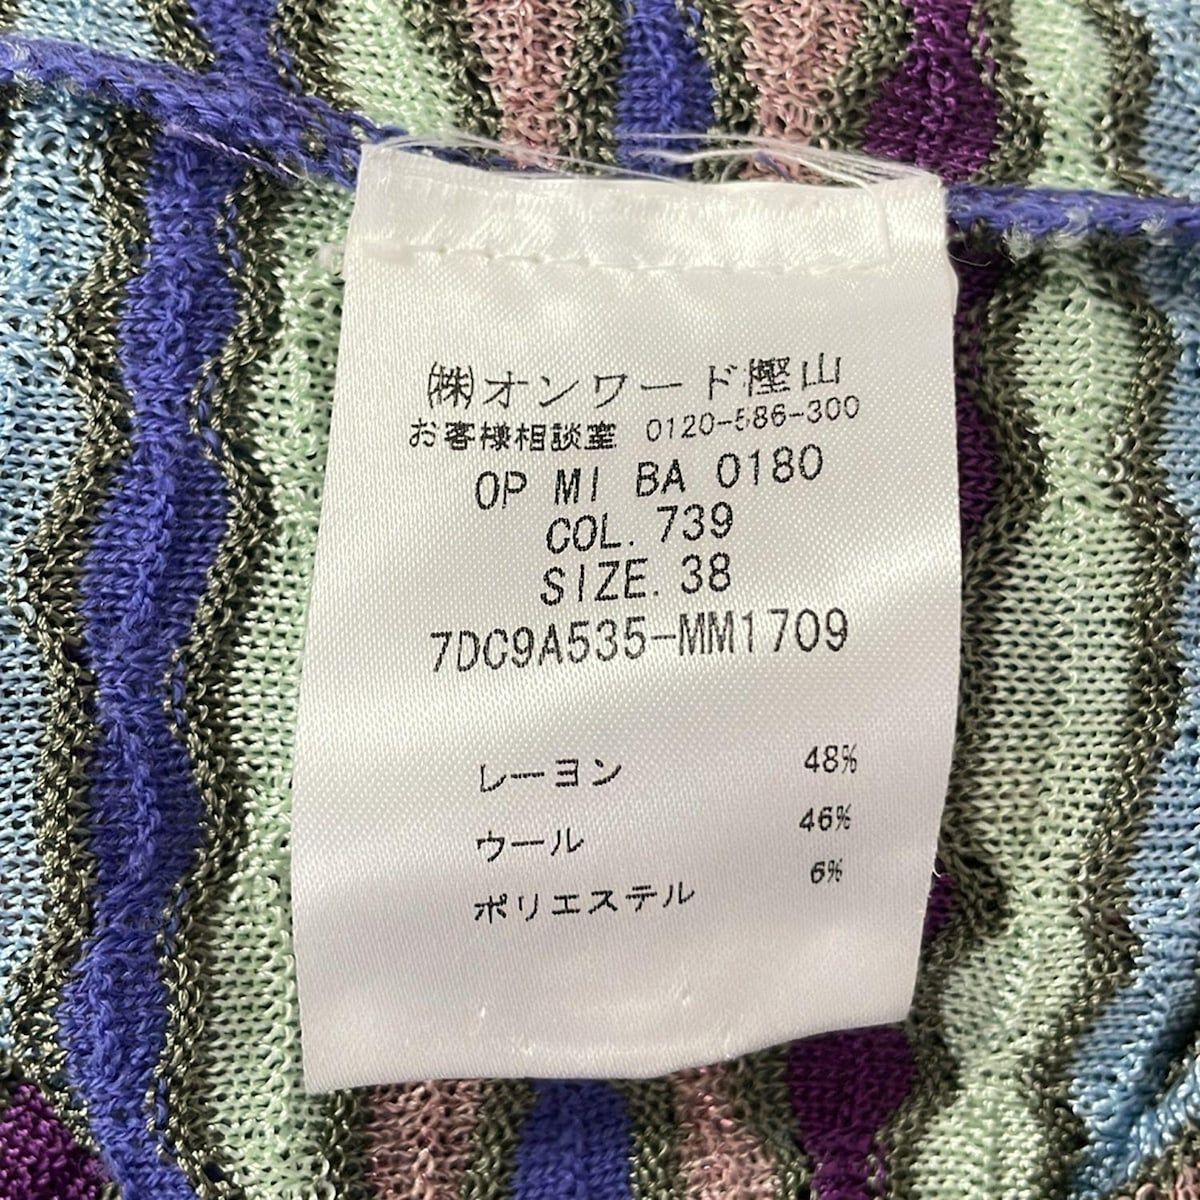 (株)オンワード樫山
お客様相談室 0120-586-300
OP MI BA 0180
COL. 739
SIZE. 38
7DC9A535-MM1709
レーヨン 48%
ウール 46%
ポリエステル 6%